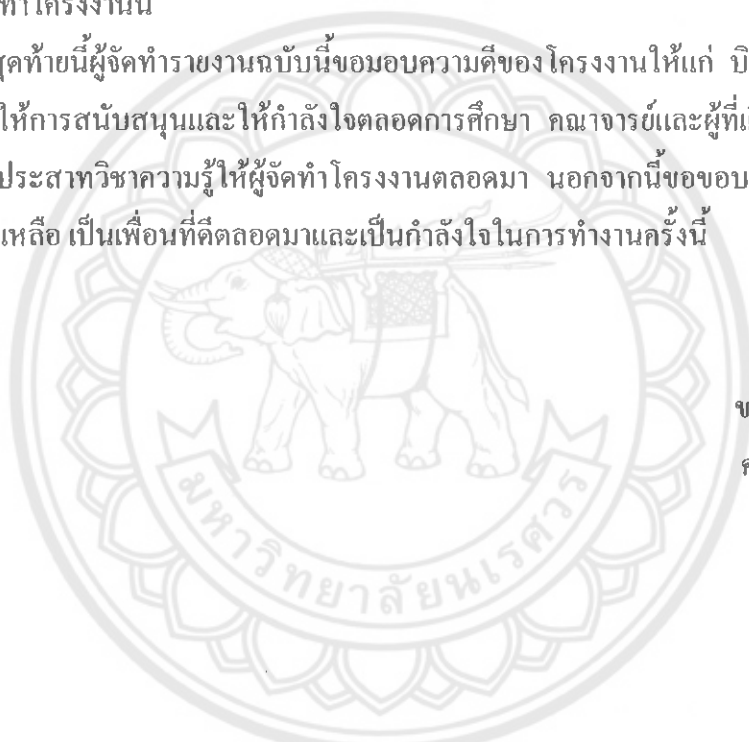 ทำโครงงานนี้
สุดท้ายนี้ผู้จัดทำรายงานฉบับนี้ขอมอบความดีของโครงงานให้แก่ บิ
ให้การสนับสนุนและให้กำลังใจตลอดการศึกษา คณาจารย์และผู้ที่เ
ประสาทวิชาความรู้ให้ผู้จัดทำโครงงานตลอดมา นอกจากนี้ขอขอบ
เหลือ เป็นเพื่อนที่ดีตลอดมาและเป็นกำลังใจในการทำงานครั้งนี้
มหาวิทยาลัยนเรศวร